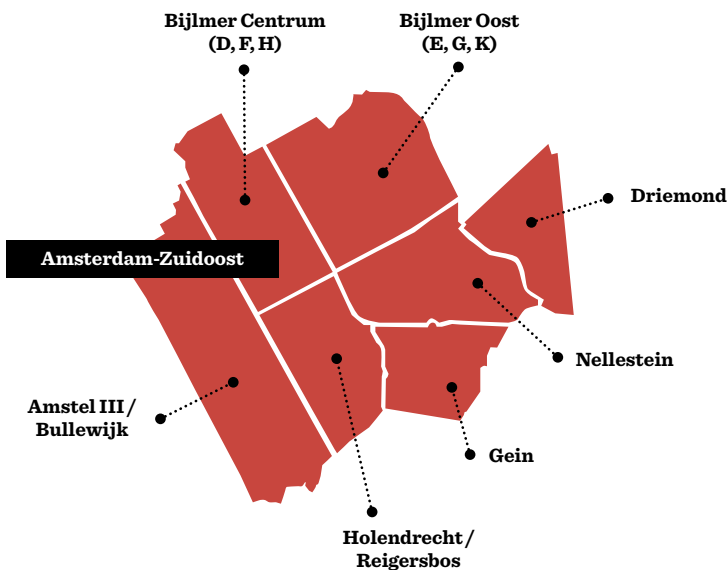 Bijlmer Centrum
(D, F, H)
Bijlmer Oost
(E, G, K)
Driemond
Amsterdam-Zuidoost
Nellestein
Amstel III /
Bullewijk
Gein
Holendrecht /
Reigersbos